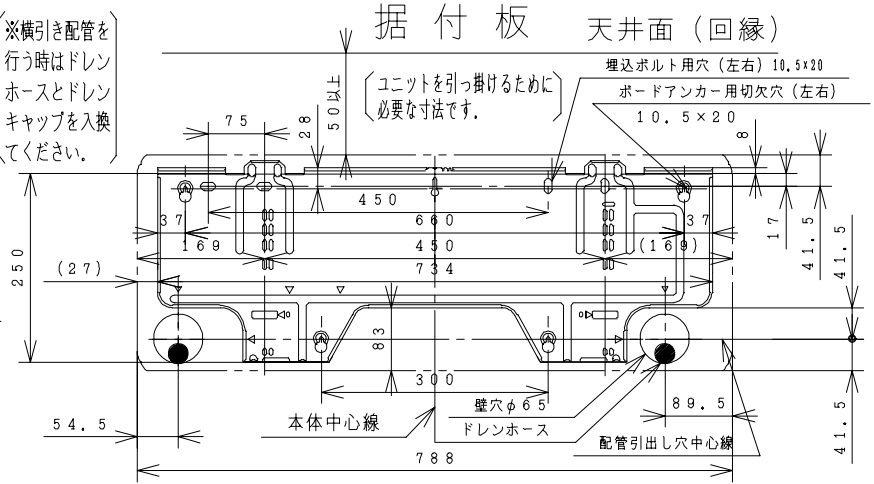 据付板
天井面(回縁)
※横引き配管を
行う時はドレン
ホースとドレン
キャップを入換
てください。
50以上
ユニットを引っ掛けるために
必要な寸法です。
埋込ボルト用穴(左右)10.5×20
ボードアンカー用切欠穴(左右)
10.5×20
75
28
8
450
37
660
37
17
41.5
41.5
169
450
(169)
250
(27)
734
83
300
壁穴φ65
89.5
54.5
本体中心線
ドレンホース
配管引出し穴中心線
41.5
788